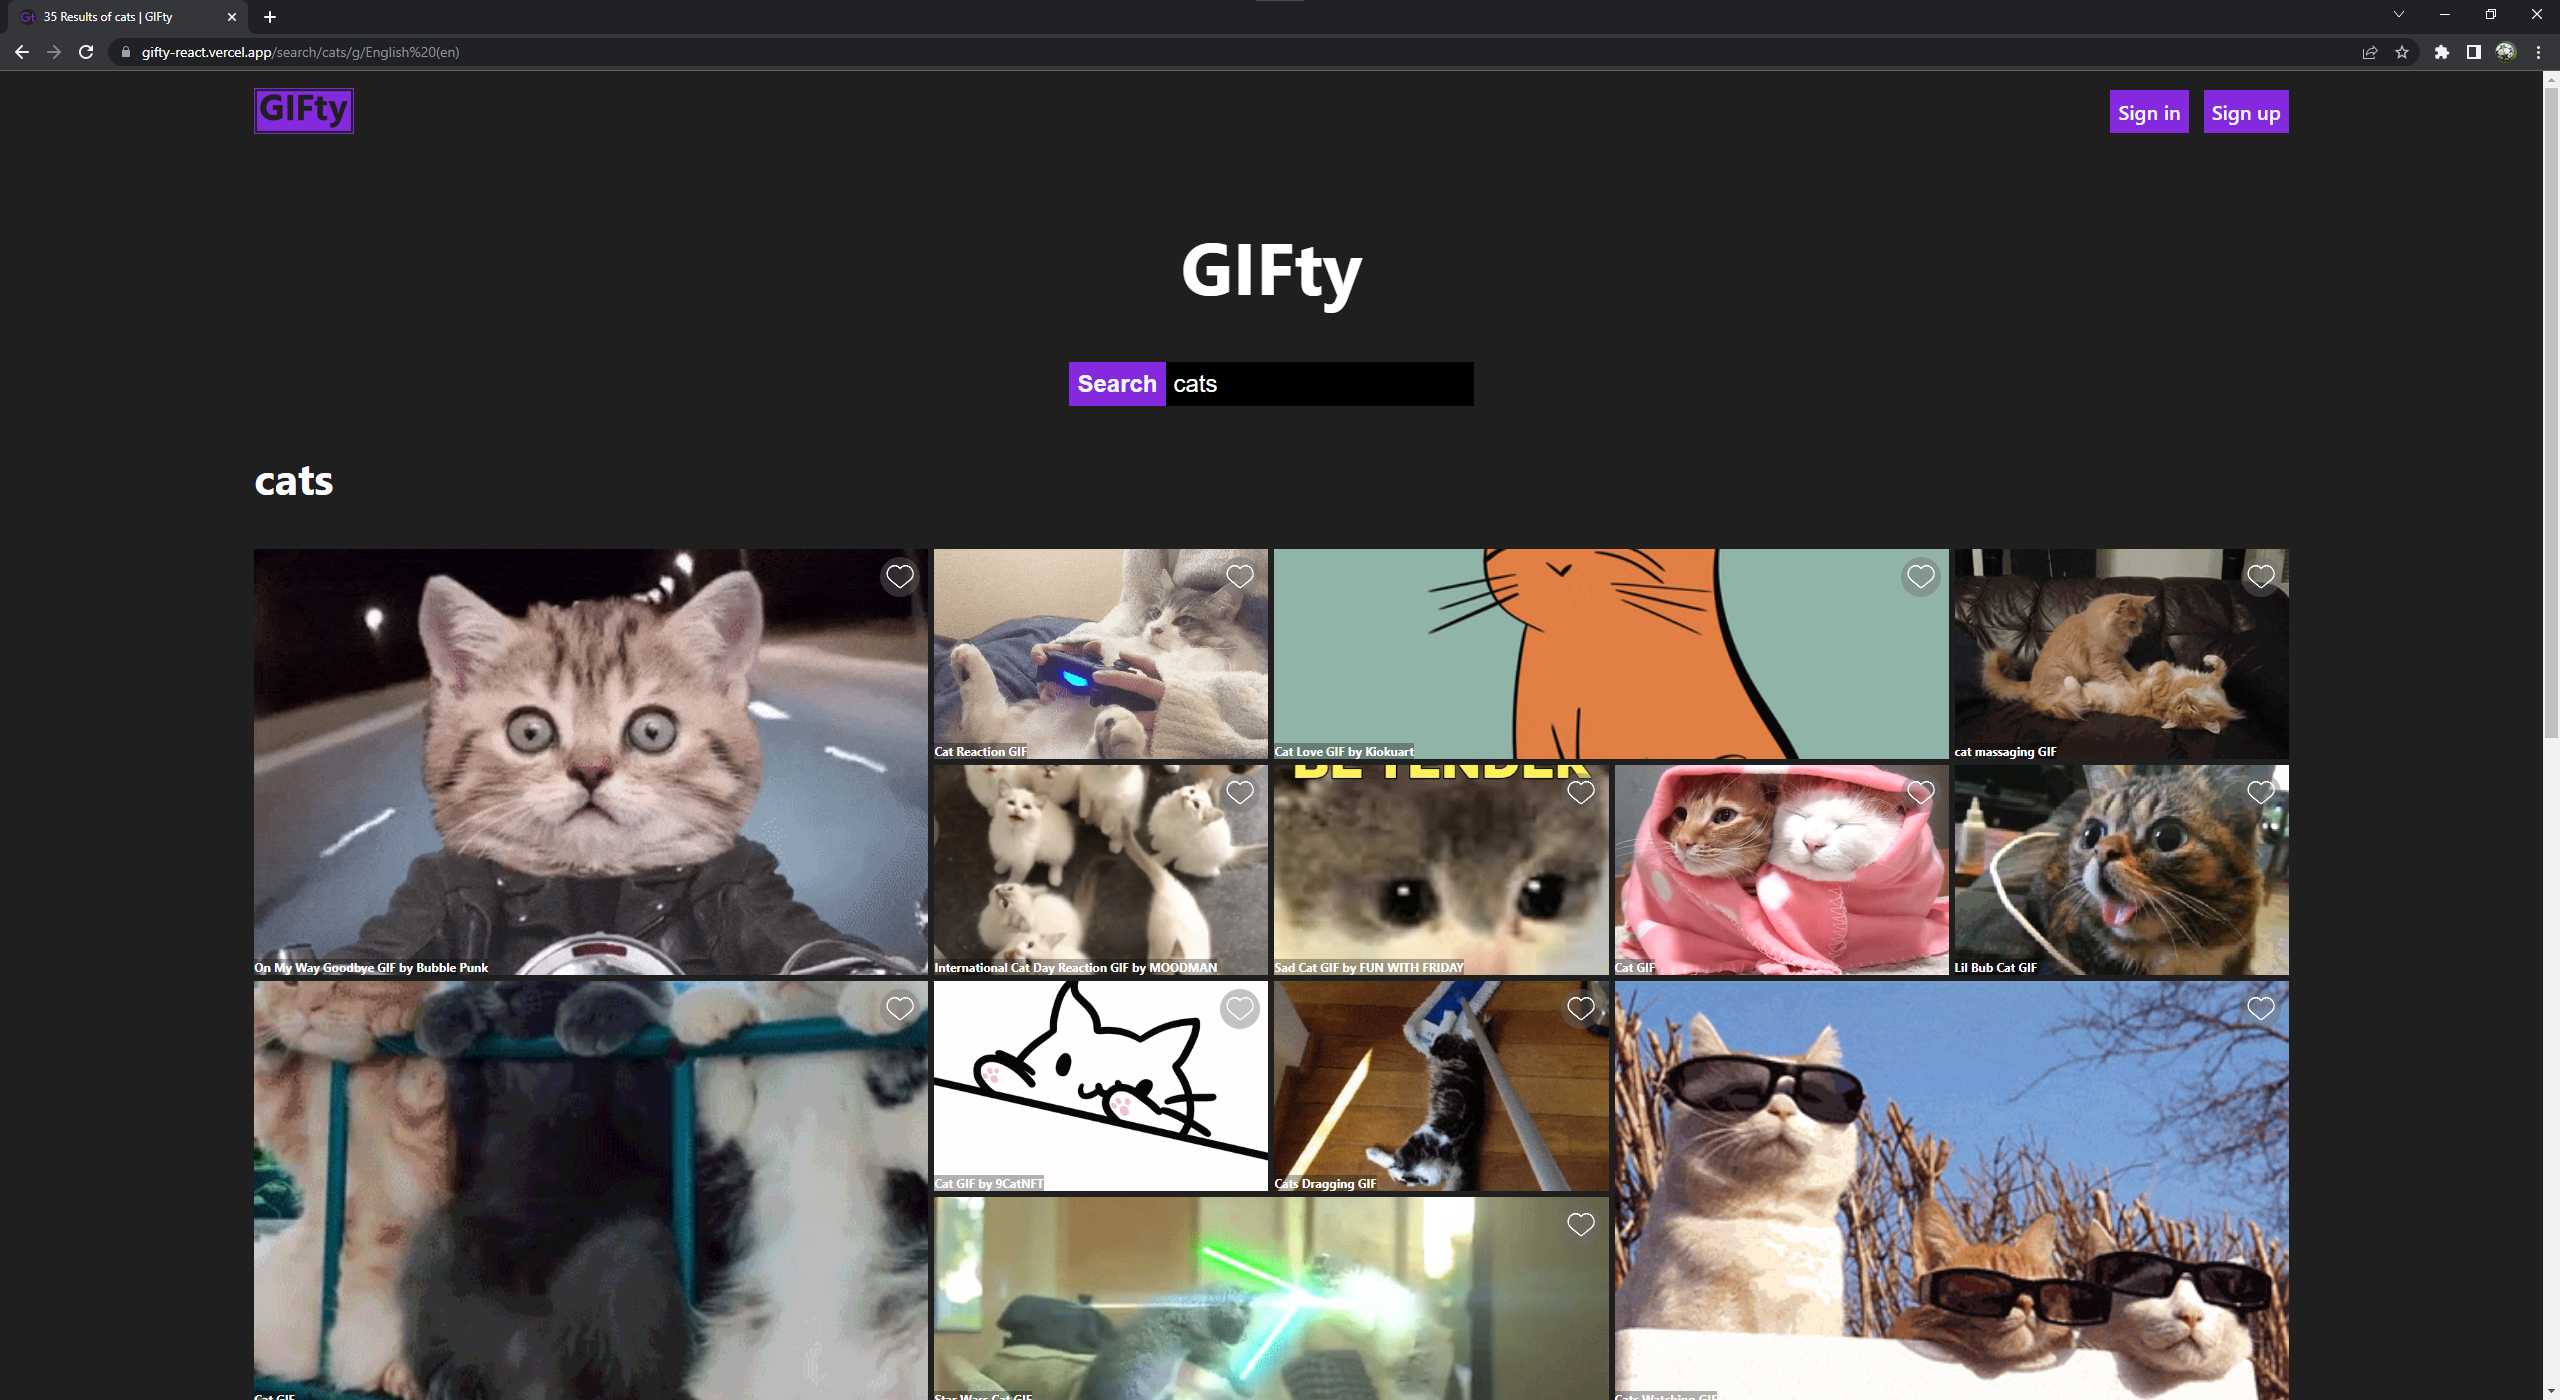 35 Results of cats | GIFty
gifty-react.vercel.app/search/cats/g/English%20(en)
GIFty
Sign in
Sign up
GIFty
Search
cats
cats
Cat Reaction GIF
Cat Love GIF by Kiokuart
cat massaging GIF
BE TENDER
On My Way Goodbye GIF by Bubble Punk
International Cat Day Reaction GIF by MOODMAN
Sad Cat GIF by FUN WITH FRIDAY
Cat GIF
Lil Bub Cat GIF
Cat GIF by 9CatNFT
Cats Dragging GIF
Cat GIF
Star Wars Cat GIF
Cats Watching GIF